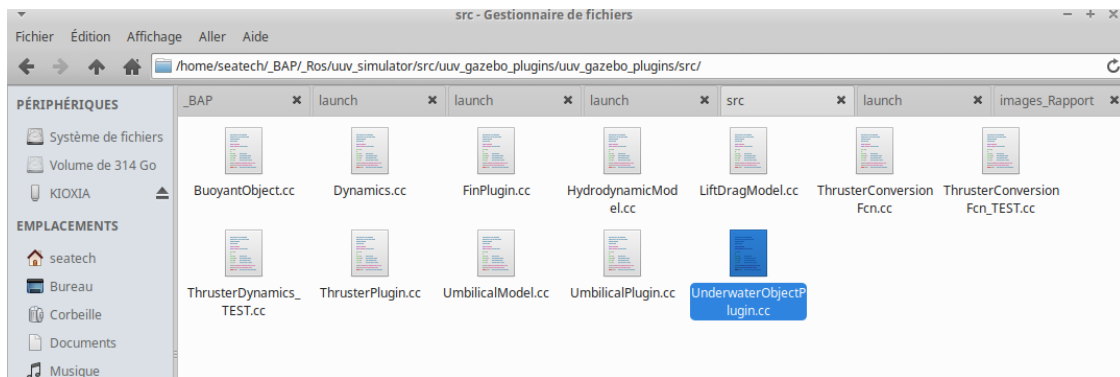 src - Gestionnaire de fichiers
Fichier Édition Affichage Aller Aide
/home/seatech/_BAP/_Ros/uuv_simulator/src/uuv_gazebo_plugins/uuv_gazebo_plugins/src/
PÉRIPHÉRIQUES
Système de fichiers
Volume de 314 Go
KIOXIA
EMPLACEMENTS
seatech
Bureau
Corbeille
Documents
Musique
_BAP launch launch launch src launch images_Rapport
BuoyantObject.cc
Dynamics.cc
FinPlugin.cc
HydrodynamicMod
el.cc
LiftDragModel.cc
ThrusterConversion
Fcn.cc
ThrusterConversion
Fcn_TEST.cc
ThrusterDynamics_
TEST.cc
ThrusterPlugin.cc
UmbilicalModel.cc
UmbilicalPlugin.cc
UnderwaterObjectP
lugin.cc